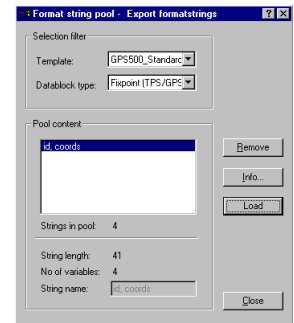 Format string pool - Export formatstrings
Selection filter
Template: GPS500_Standarc
Datablock type: Fixpoint (TPS/GPS
Pool content
id, coords
Remove
Info...
Load
Strings in pool: 4
String length: 41
No of variables: 4
String name: id, coords
Close